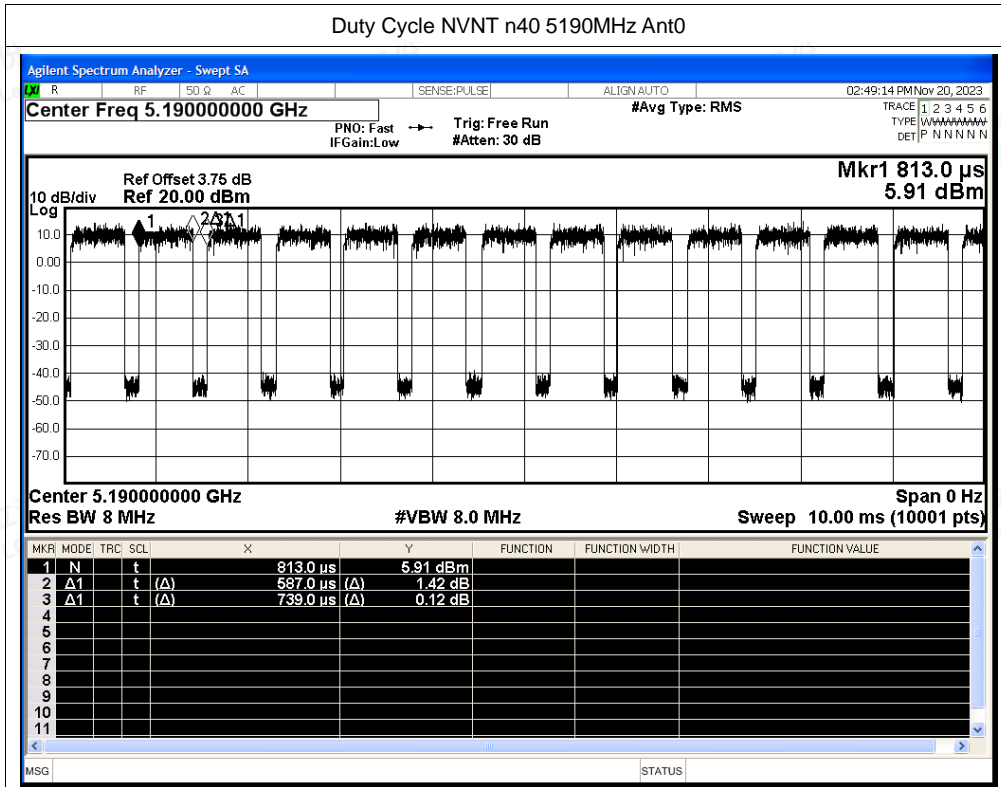 Duty Cycle NVNT n40 5190MHz Ant0
Agilent Spectrum Analyzer - Swept SA
LXI R RF 50 Ω AC SENSE:PULSE ALIGN AUTO 02:49:14 PM Nov 20, 2023
Center Freq 5.190000000 GHz #Avg Type: RMS TRACE 1 2 3 4 5 6
PNO: Fast Trig: Free Run TYPE WWWWWW
IFGain:Low #Atten: 30 dB DET P N N N N N
Mkr1 813.0 µs
Ref Offset 3.75 dB
10 dB/div Ref 20.00 dBm 5.91 dBm
Log
1 2Δ1 3Δ1
10.0
0.00
-10.0
-20.0
-30.0
-40.0
-50.0
-60.0
-70.0
Center 5.190000000 GHz Span 0 Hz
Res BW 8 MHz #VBW 8.0 MHz Sweep 10.00 ms (10001 pts)
MKR MODE TRC SCL X Y FUNCTION FUNCTION WIDTH FUNCTION VALUE
1 N t 813.0 µs 5.91 dBm
2 Δ1 t (Δ) 587.0 µs (Δ) 1.42 dB
3 Δ1 t (Δ) 739.0 µs (Δ) 0.12 dB
4
5
6
7
8
9
10
11
MSG STATUS